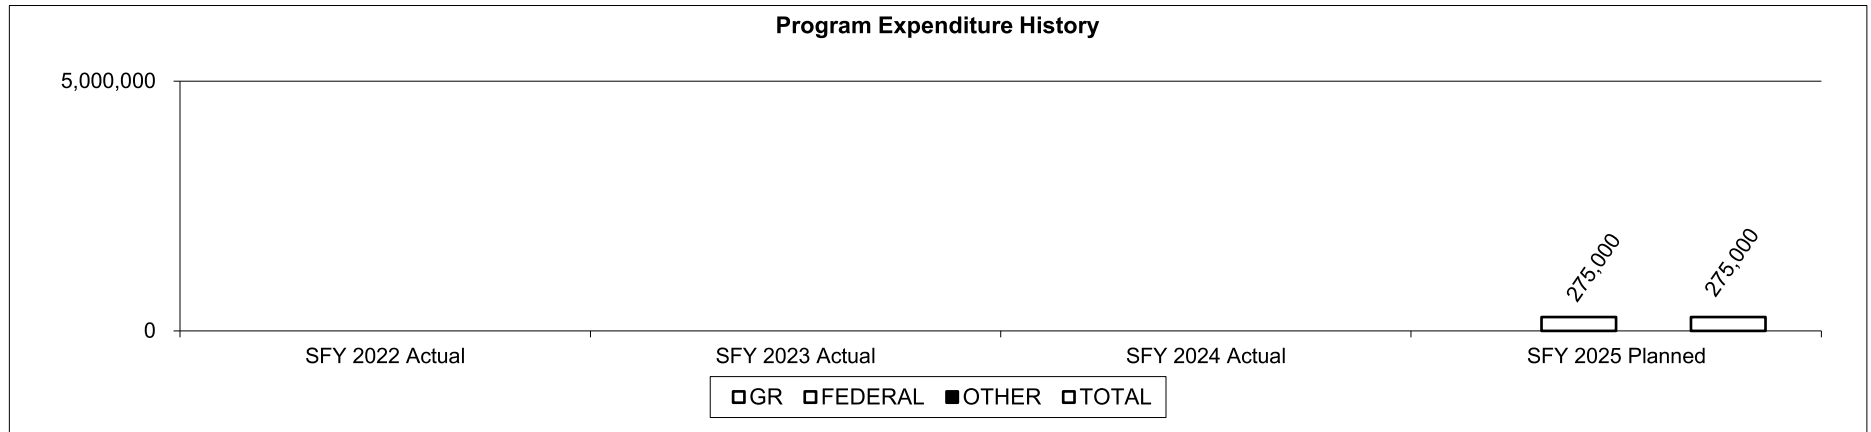 Program Expenditure History
5,000,000
0
275,000
275,000
SFY 2022 Actual
SFY 2023 Actual
SFY 2024 Actual
SFY 2025 Planned
GR
FEDERAL
OTHER
TOTAL